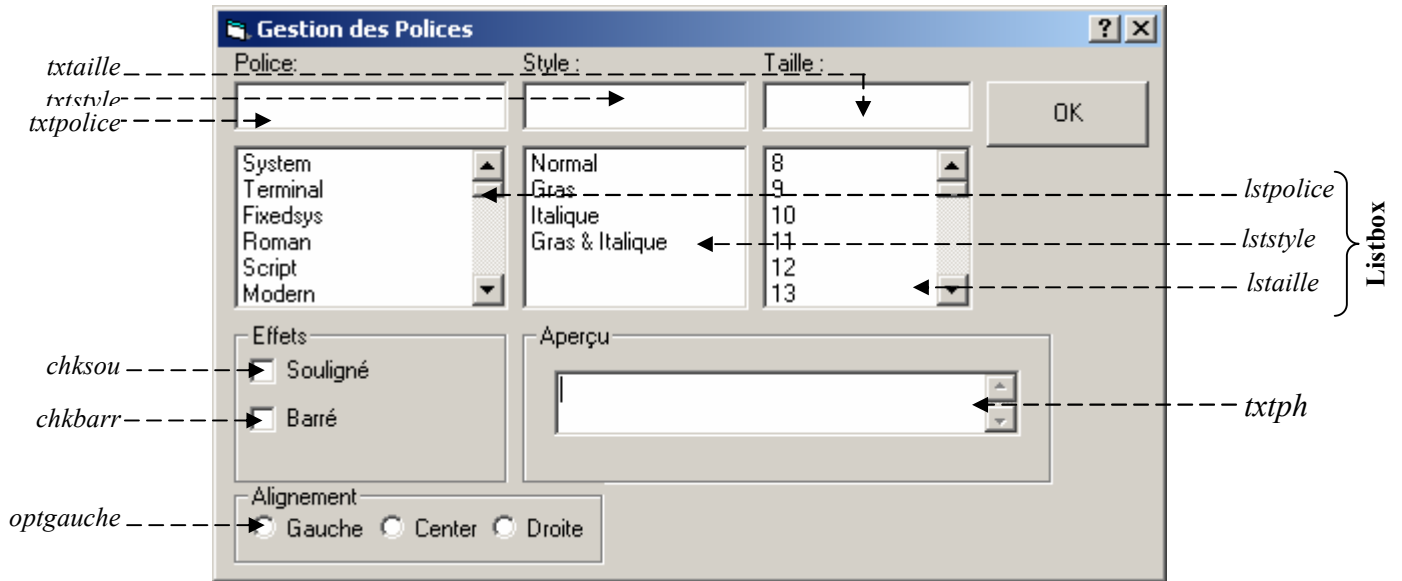 Gestion des Polices
txtaille
Police:
Style :
Taille :
txtstyle
txtpolice
OK
System
Terminal
Fixedsys
Roman
Script
Modern
Normal
Gras
Italique
Gras & Italique
8
9
10
11
12
13
lstpolice
lststyle
lstaille
Listbox
Effets
chksou
Souligné
chkbarr
Barré
Aperçu
txtph
Alignement
optgauche
Gauche
Center
Droite